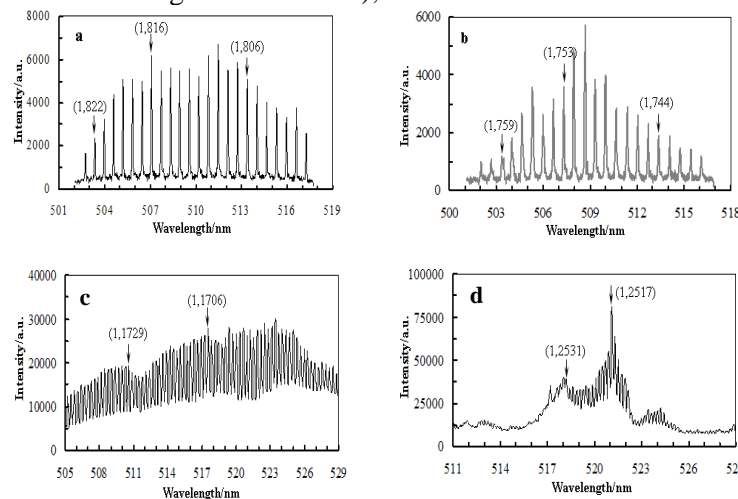 8000
6000
4000
2000
0
Intensity/a.u.
a
(1,816)
(1,806)
(1,822)
501 504 507 510 513 516 519
Wavelength/nm
6000
4000
2000
0
Intensity/a.u.
b
(1,753)
(1,744)
(1,759)
500 503 506 509 512 515 518
Wavelength/nm
40000
30000
20000
10000
0
Intensity/a.u.
c
(1,1706)
(1,1729)
505 508 511 514 517 520 523 526 529
Wavelength/nm
100000
75000
50000
25000
0
Intensity/a.u.
d
(1,2517)
(1,2531)
511 514 517 520 523 526
Wavelength/nm